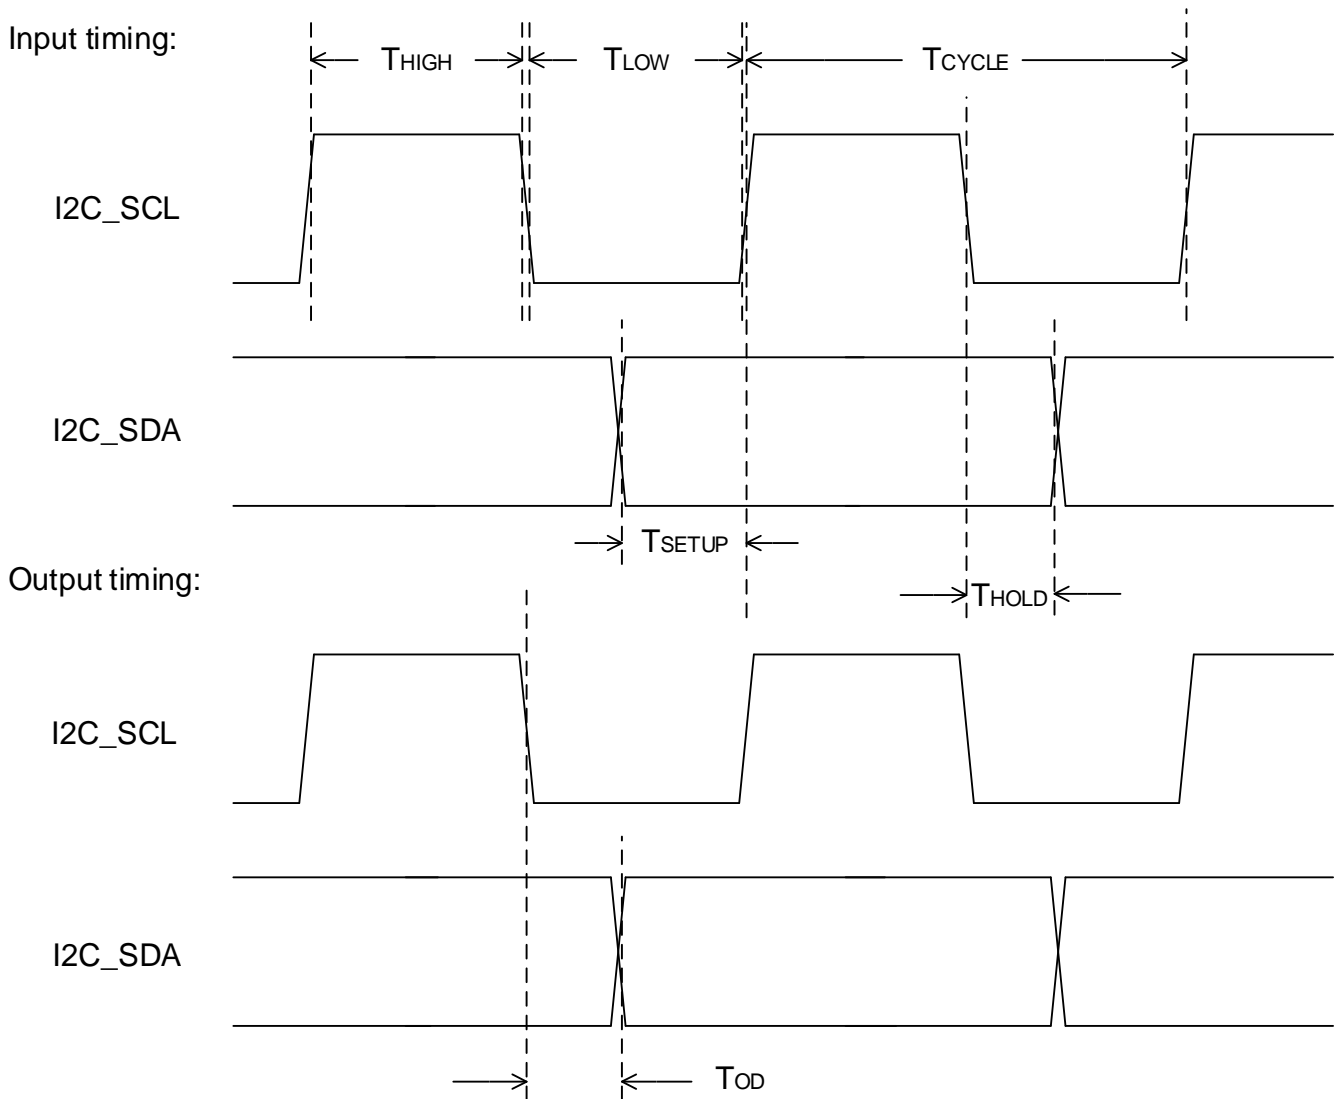 Input timing:
THIGH TLOW TCYCLE
I2C_SCL
I2C_SDA
TSETUP
Output timing:
THOLD
I2C_SCL
I2C_SDA
TOD